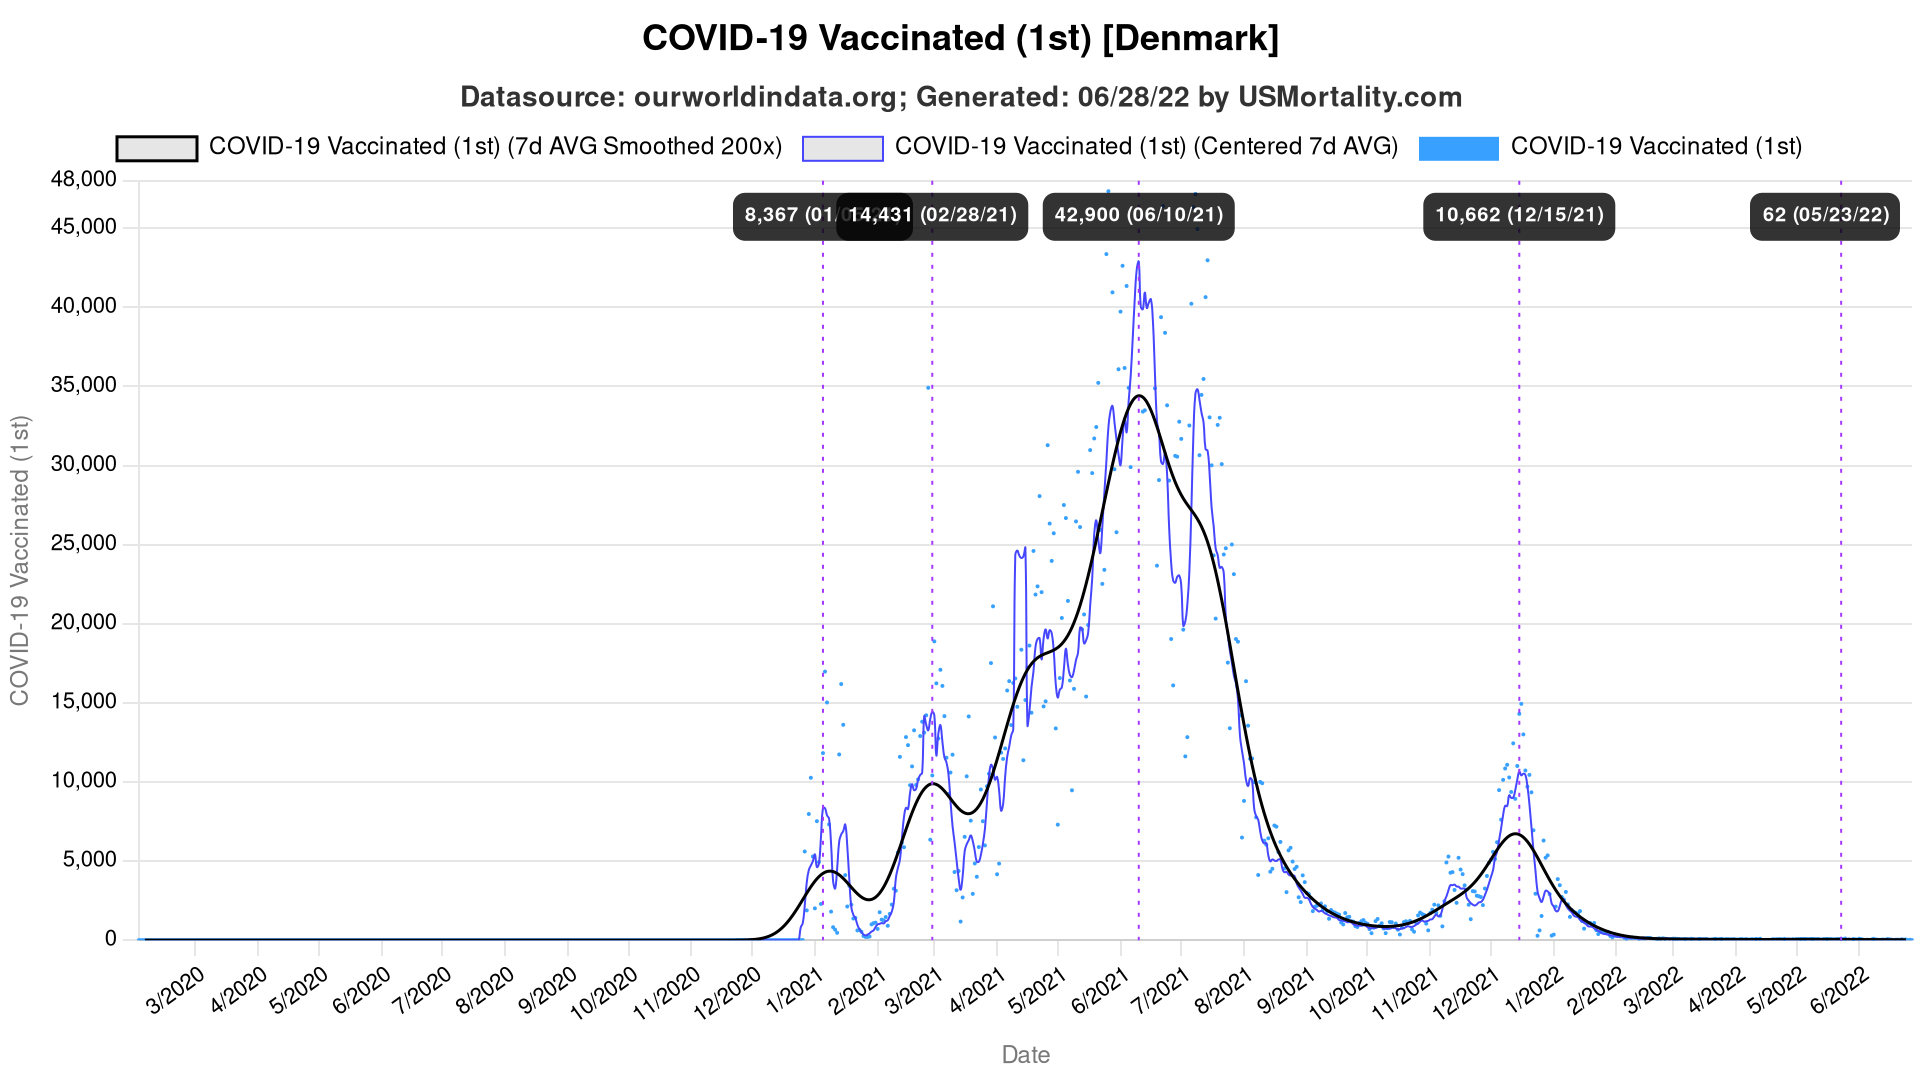 COVID-19 Vaccinated (1st) [Denmark]
Datasource: ourworldindata.org; Generated: 06/28/22 by USMortality.com
COVID-19 Vaccinated (1st) (7d AVG Smoothed 200x) COVID-19 Vaccinated (1st) (Centered 7d AVG) COVID-19 Vaccinated (1st)
48,000
8,367 (01/ 14,431 (02/28/21) 42,900 (06/10/21) 10,662 (12/15/21) 62 (05/23/22)
45,000
40,000
35,000
30,000
25,000
20,000
15,000
10,000
5,000
0
COVID-19 Vaccinated (1st)
3/2020 4/2020 5/2020 6/2020 7/2020 8/2020 9/2020 10/2020 11/2020 12/2020 1/2021 2/2021 3/2021 4/2021 5/2021 6/2021 7/2021 8/2021 9/2021 10/2021 11/2021 12/2021 1/2022 2/2022 3/2022 4/2022 5/2022 6/2022
Date